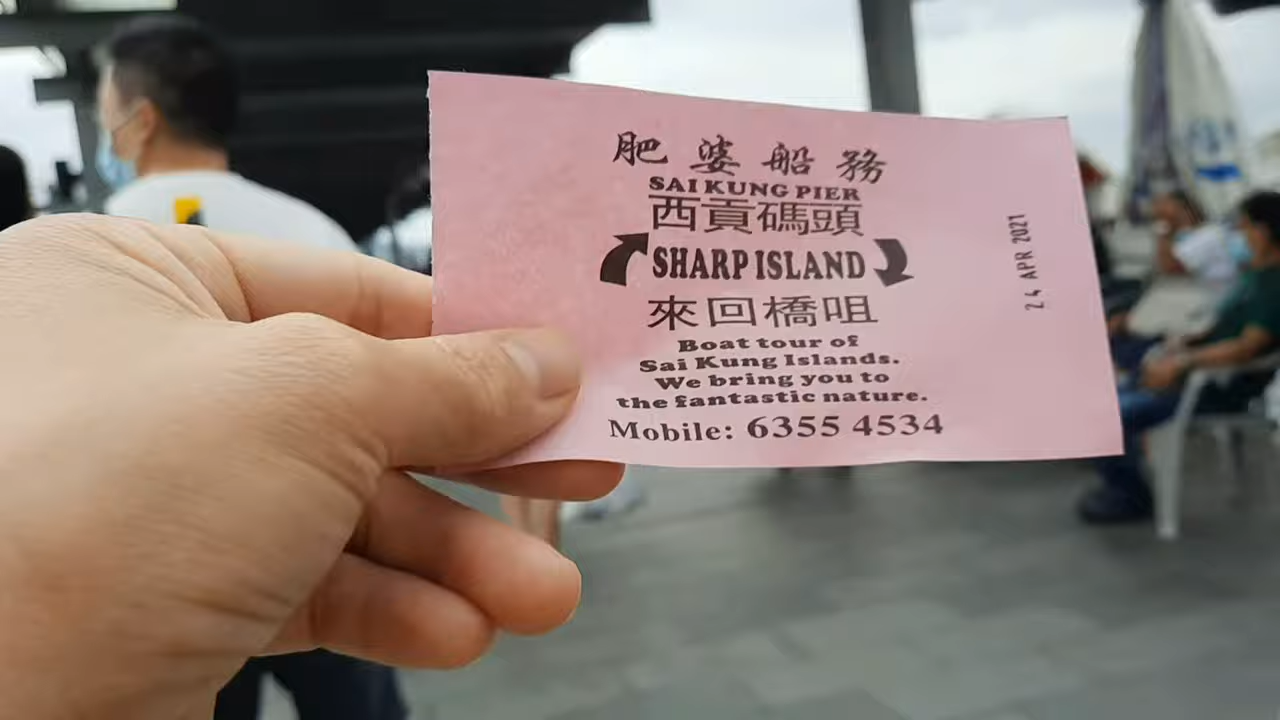 肥婆船務
SAI KUNG PIER
西貢碼頭
SHARP ISLAND
來回橋咀
Boat tour of
Sai Kung Islands.
We bring you to
the fantastic nature.
Mobile: 6355 4534
24 APR 2021